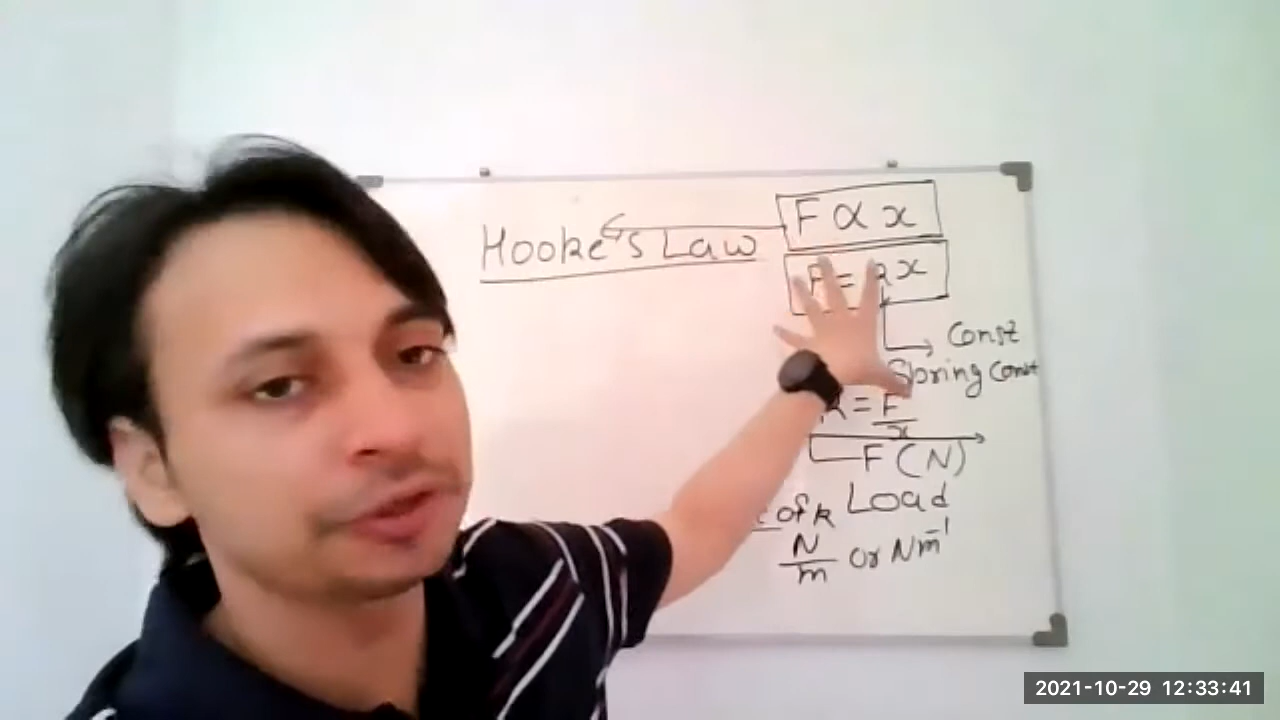 F ∝ x
Hooke's Law
F = kx
Const
Spring Const
k = F/x
F (N)
of k Load
N/m or Nm⁻¹
2021-10-29 12:33:41